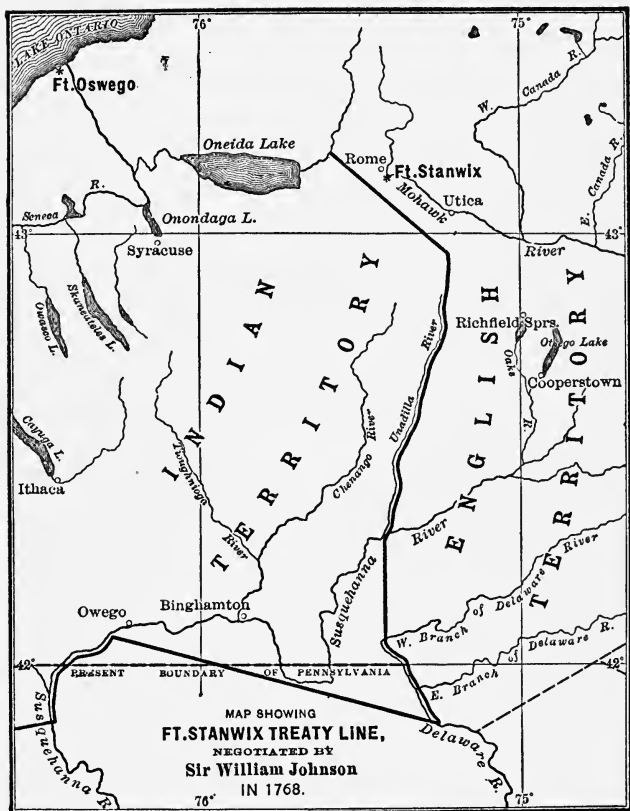 76°
75°
LAKE ONTARIO
Ft. Oswego
W. Canada R.
E. Canada R.
Oneida Lake
Rome
Ft. Stanwix
Mohawk
Utica
River
Seneca R.
Onondaga L.
43°
43°
Syracuse
Owasco L.
Skaneateles L.
INDIAN
TERRITORY
ENGLISH
TERRITORY
Richfield Sprs.
Otsego Lake
Oaks R.
Cooperstown
Unadilla River
Cayuga L.
Ithaca
Tioughnioga River
Chenango River
Susquehanna River
W. Branch of Delaware River
E. Branch of Delaware R.
Owego
Binghamton
42°
42°
PRESENT BOUNDARY OF PENNSYLVANIA
Susquehanna R.
Delaware R.
MAP SHOWING
FT. STANWIX TREATY LINE,
NEGOTIATED BY
Sir William Johnson
IN 1768.
76°
75°